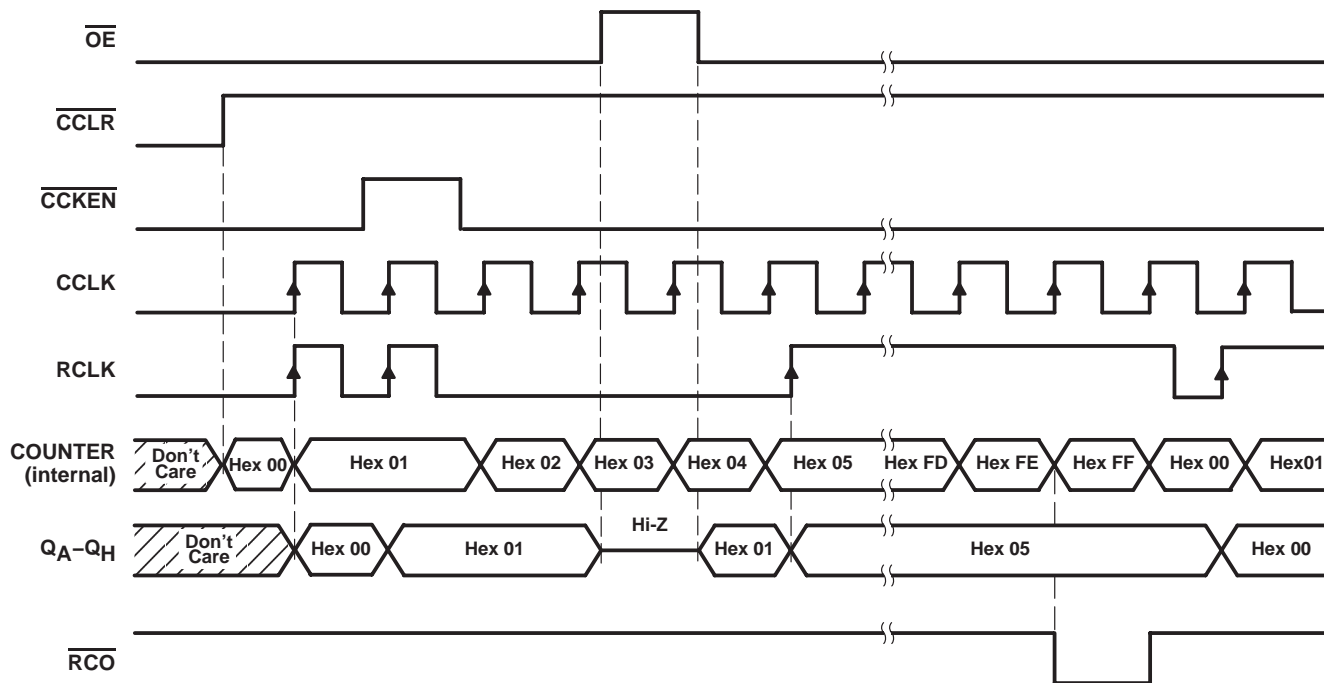 OE
CCLR
CCKEN
CCLK
RCLK
COUNTER
(internal)
Don't
Care
Hex 00
Hex 01
Hex 02
Hex 03
Hex 04
Hex 05
Hex FD
Hex FE
Hex FF
Hex 00
Hex01
QA–QH
Don't
Care
Hex 00
Hex 01
Hi-Z
Hex 01
Hex 05
Hex 00
RCO